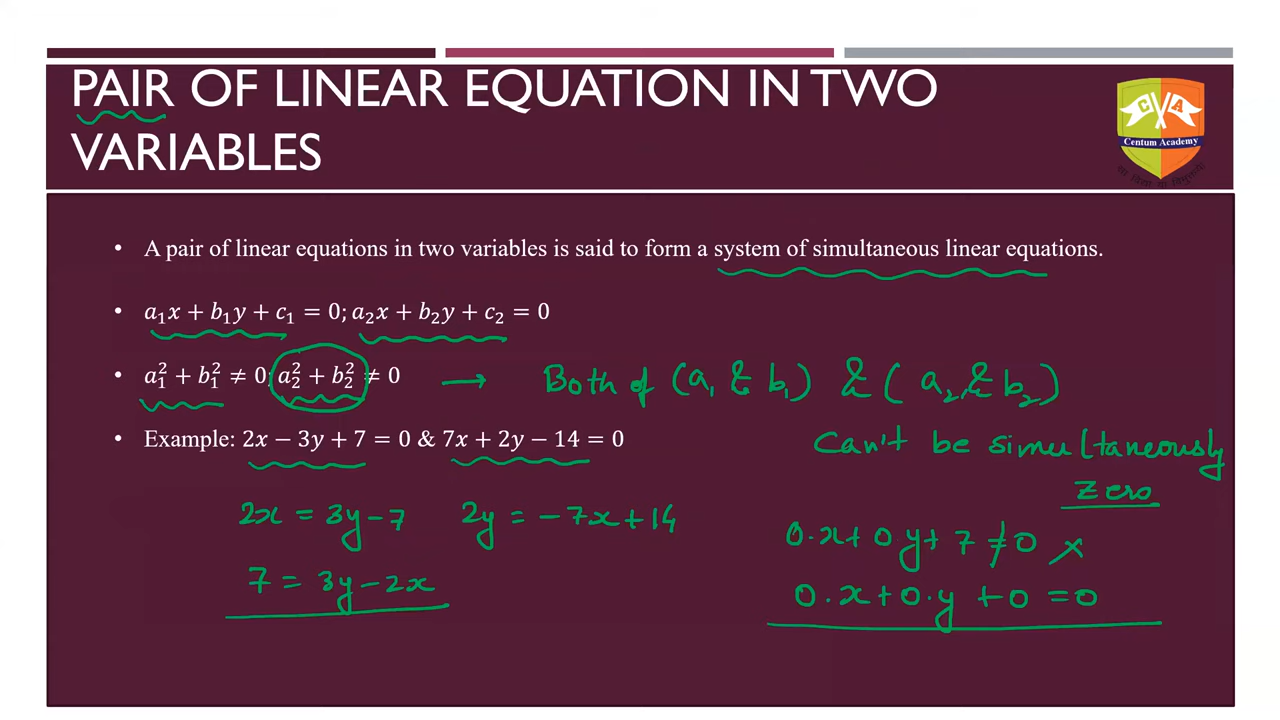 PAIR OF LINEAR EQUATION IN TWO
VARIABLES
C A
Centum Academy
• A pair of linear equations in two variables is said to form a system of simultaneous linear equations.
• a₁x + b₁y + c₁ = 0; a₂x + b₂y + c₂ = 0
• a₁² + b₁² ≠ 0; a₂² + b₂² ≠ 0 → Both of (a₁ & b₁) & (a₂ & b₂)
Can't be simultaneously
zero
• Example: 2x − 3y + 7 = 0 & 7x + 2y − 14 = 0
2x = 3y − 7 2y = −7x + 14
7 = 3y − 2x
0.x + 0.y + 7 ≠ 0 ×
0.x + 0.y + 0 = 0